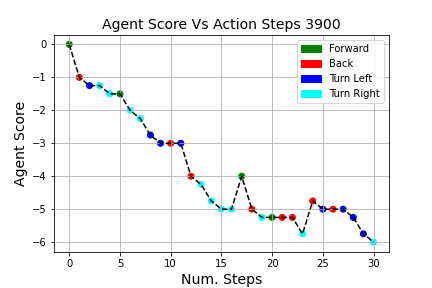 Agent Score Vs Action Steps 3900
Forward
Back
Turn Left
Turn Right
Agent Score
0
−1
−2
−3
−4
−5
−6
0 5 10 15 20 25 30
Num. Steps